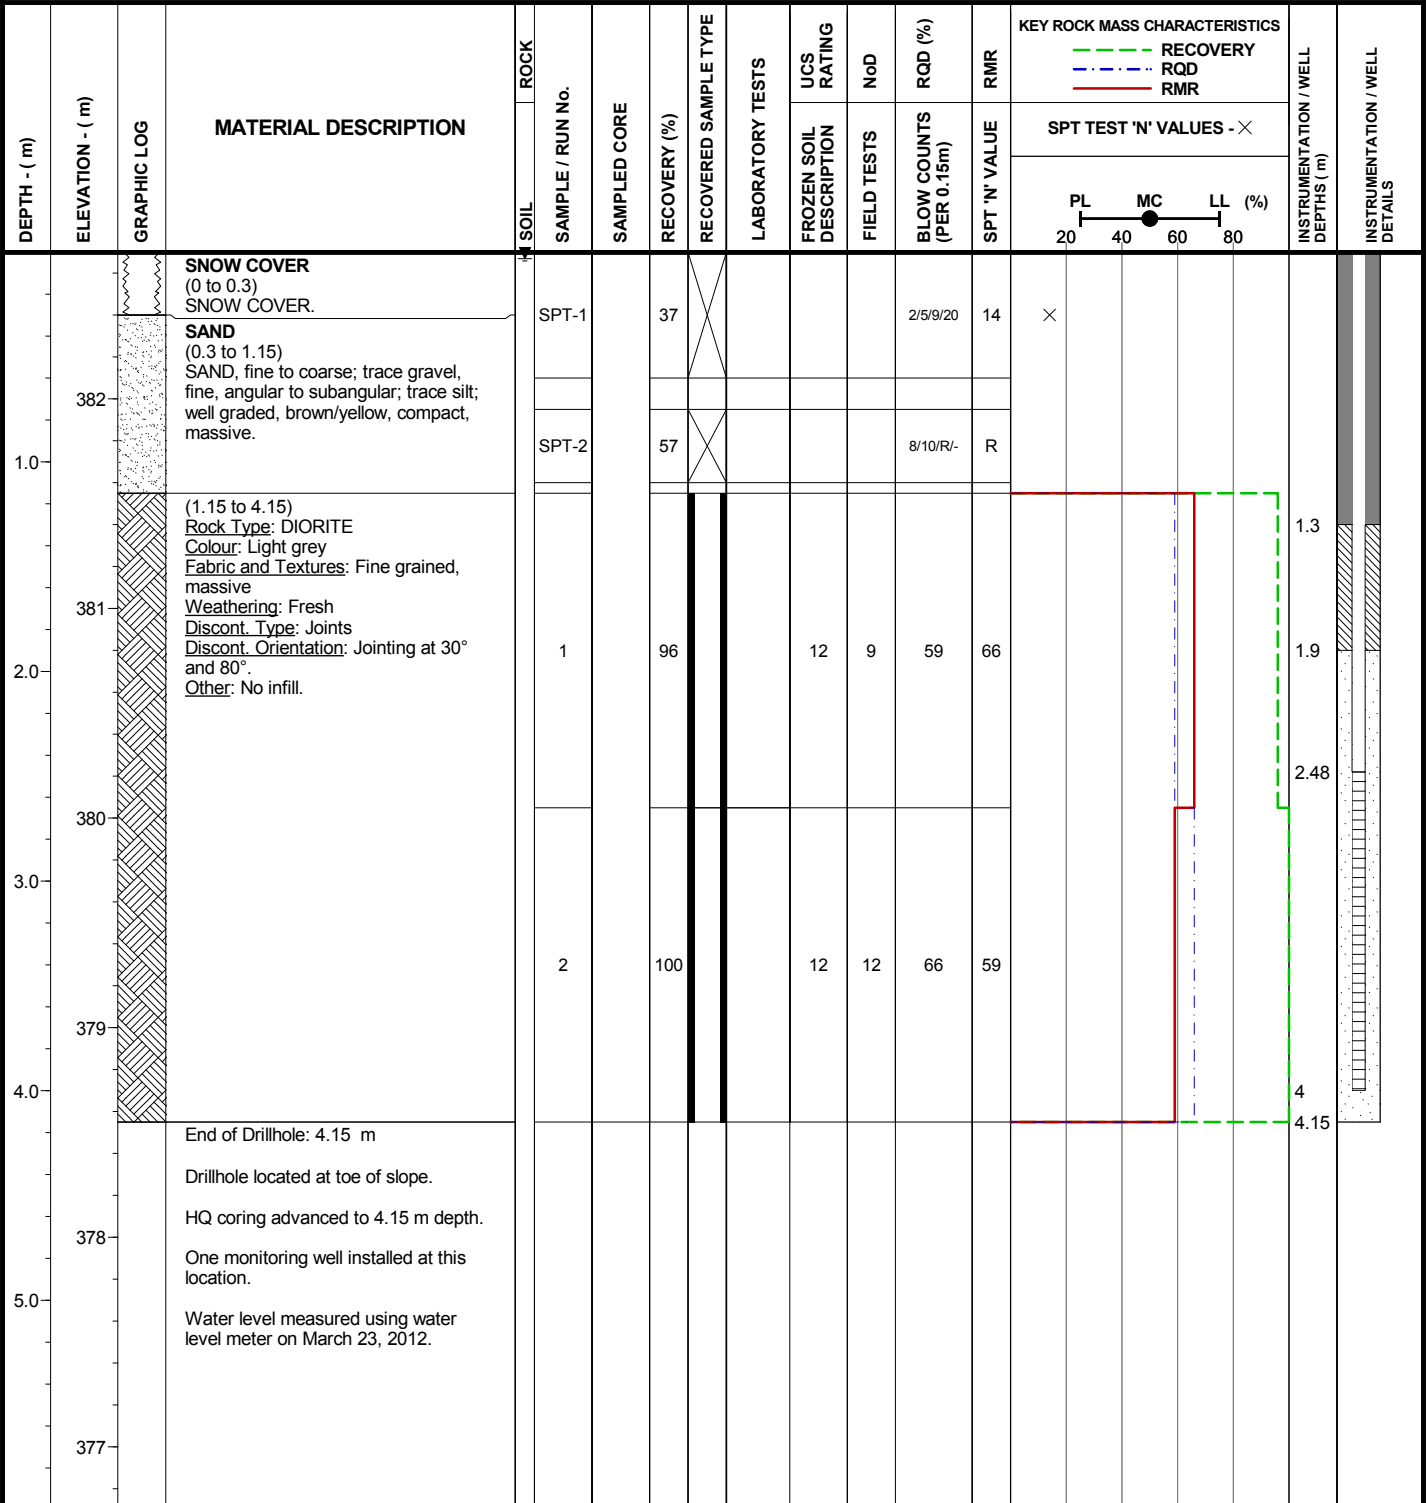 DEPTH - ( m)
ELEVATION - ( m)
GRAPHIC LOG
MATERIAL DESCRIPTION
ROCK
SOIL
SAMPLE / RUN No.
SAMPLED CORE
RECOVERY (%)
RECOVERED SAMPLE TYPE
LABORATORY TESTS
UCS
RATING
FROZEN SOIL
DESCRIPTION
NoD
FIELD TESTS
RQD (%)
BLOW COUNTS
(PER 0.15m)
RMR
SPT 'N' VALUE
KEY ROCK MASS CHARACTERISTICS
RECOVERY
RQD
RMR
SPT TEST 'N' VALUES - ×
PL MC LL (%)
20 40 60 80
INSTRUMENTATION / WELL
DEPTHS ( m)
INSTRUMENTATION / WELL
DETAILS
SNOW COVER
(0 to 0.3)
SNOW COVER.
SPT-1 37 2/5/9/20 14
SAND
(0.3 to 1.15)
SAND, fine to coarse; trace gravel,
fine, angular to subangular; trace silt;
well graded, brown/yellow, compact,
massive.
382
SPT-2 57 8/10/R/- R
1.0
(1.15 to 4.15)
Rock Type: DIORITE
Colour: Light grey
Fabric and Textures: Fine grained,
massive
Weathering: Fresh
Discont. Type: Joints
Discont. Orientation: Jointing at 30°
and 80°.
Other: No infill.
1.3
381
1 96 12 9 59 66
1.9
2.0
2.48
380
3.0
2 100 12 12 66 59
379
4.0
4
4.15
End of Drillhole: 4.15 m
Drillhole located at toe of slope.
HQ coring advanced to 4.15 m depth.
378
One monitoring well installed at this
location.
5.0
Water level measured using water
level meter on March 23, 2012.
377